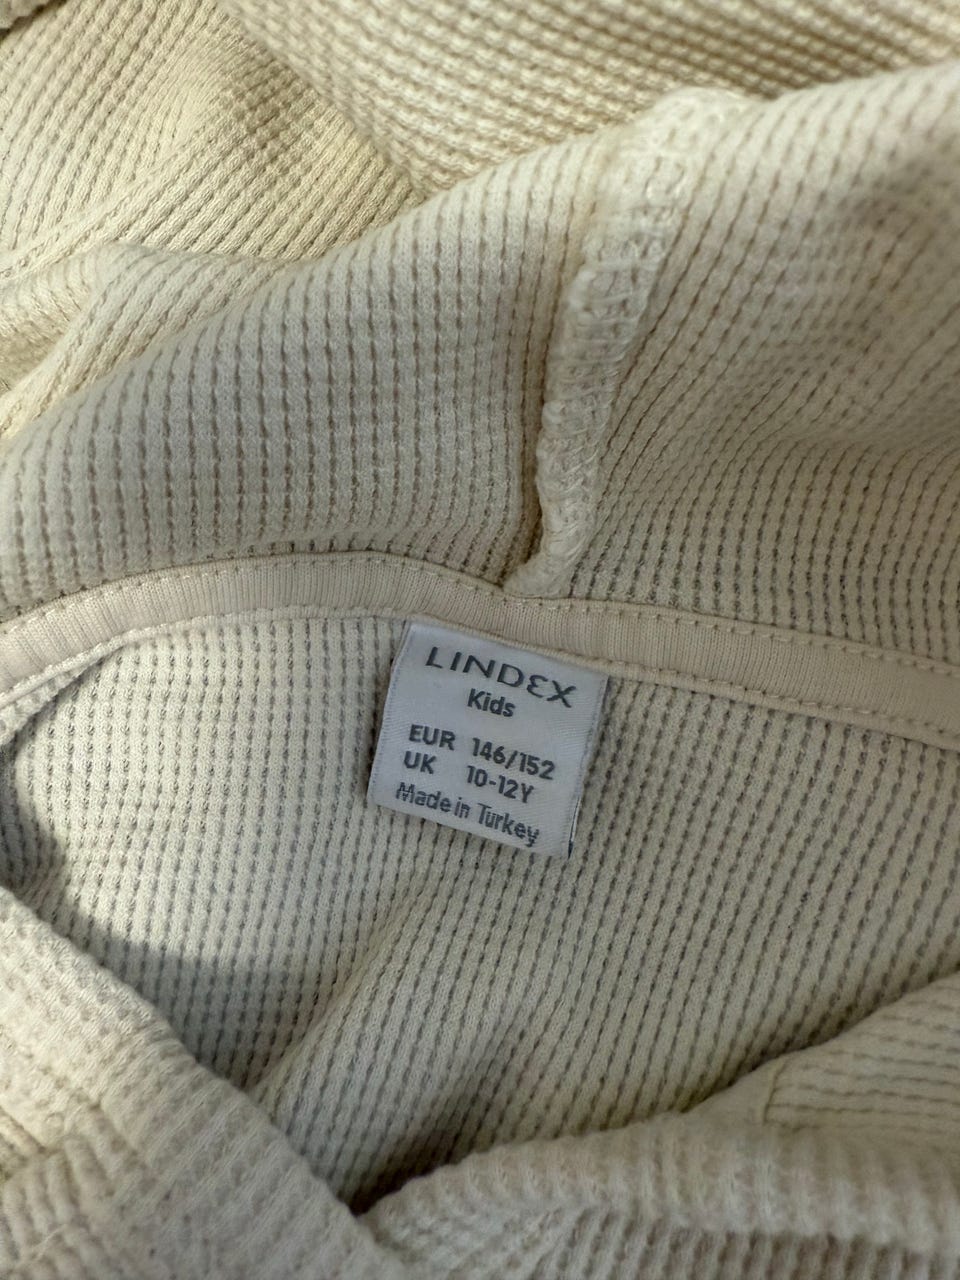 LINDEX
Kids
EUR 146/152
UK 10-12Y
Made in Turkey